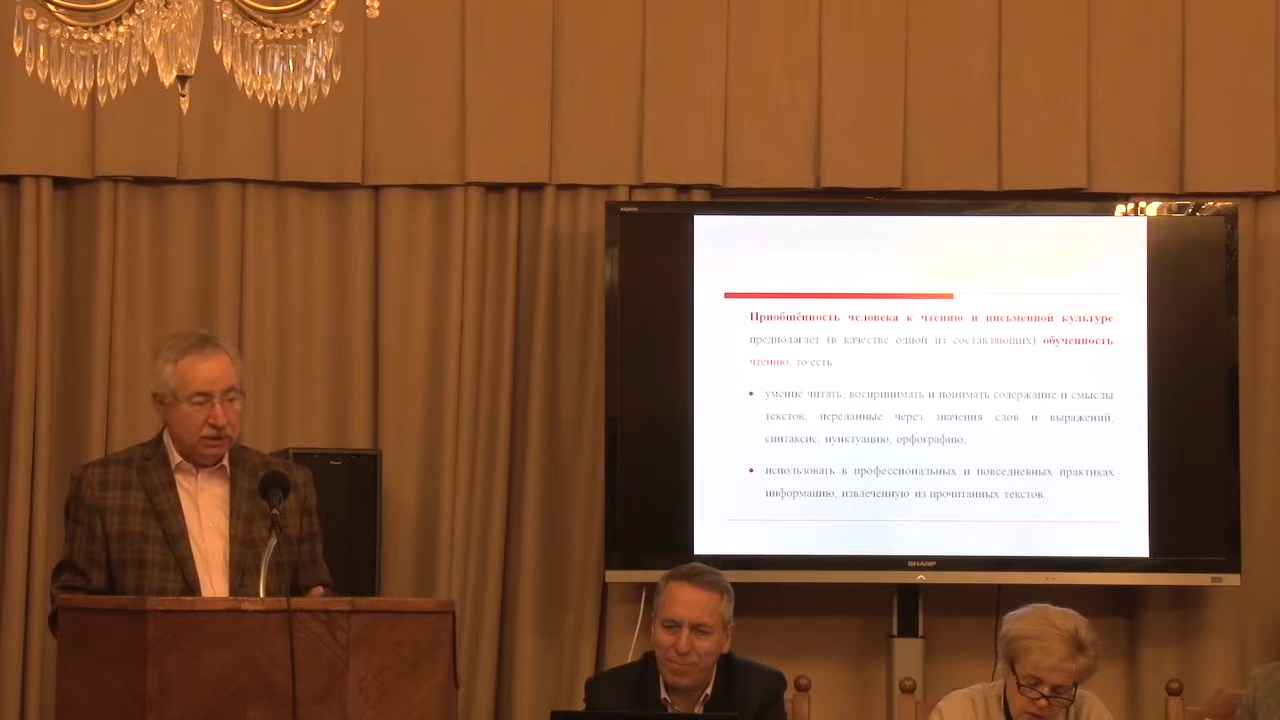 AQUOS
Приобщённость человека к чтению и письменной культуре
предполагает (в качестве одной из составляющих) обученность
чтению, то есть
• умение читать, воспринимать и понимать содержание и смыслы
текстов, переданные через значения слов и выражений,
синтаксис, пунктуацию, орфографию,
• использовать в профессиональных и повседневных практиках
информацию, извлеченную из прочитанных текстов.
SHARP